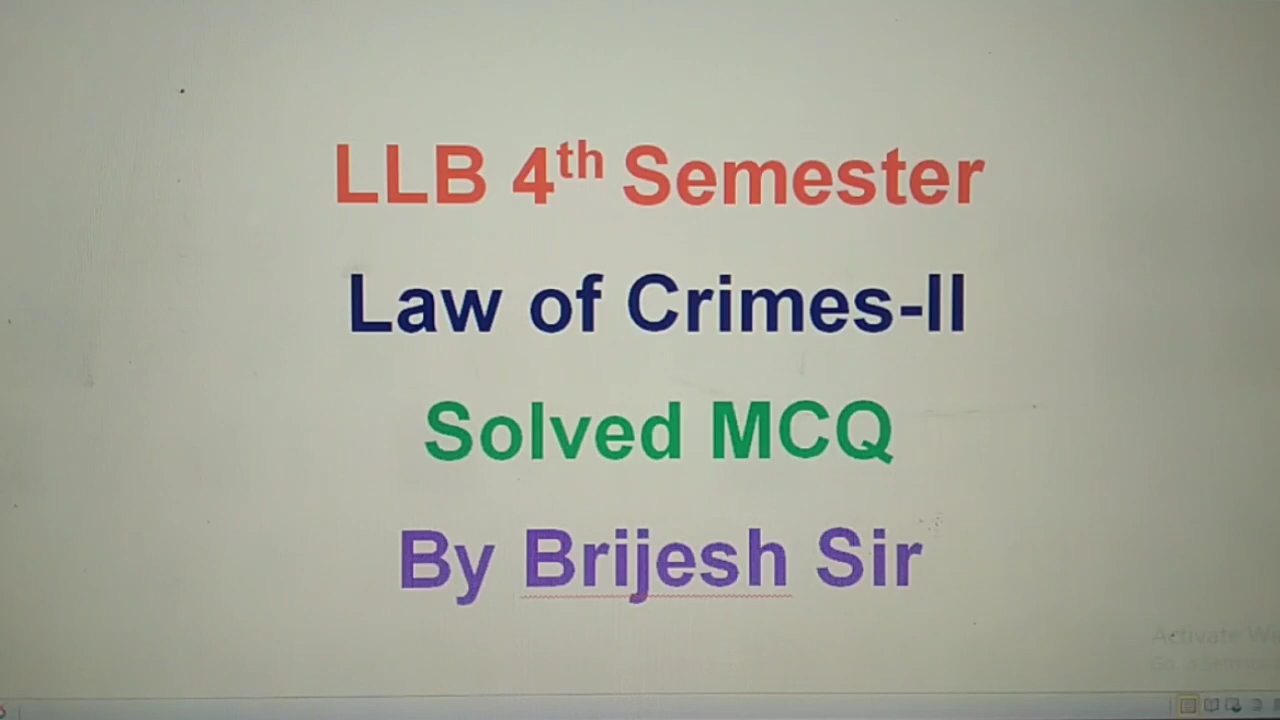 LLB 4th Semester
Law of Crimes-II
Solved MCQ
By Brijesh Sir